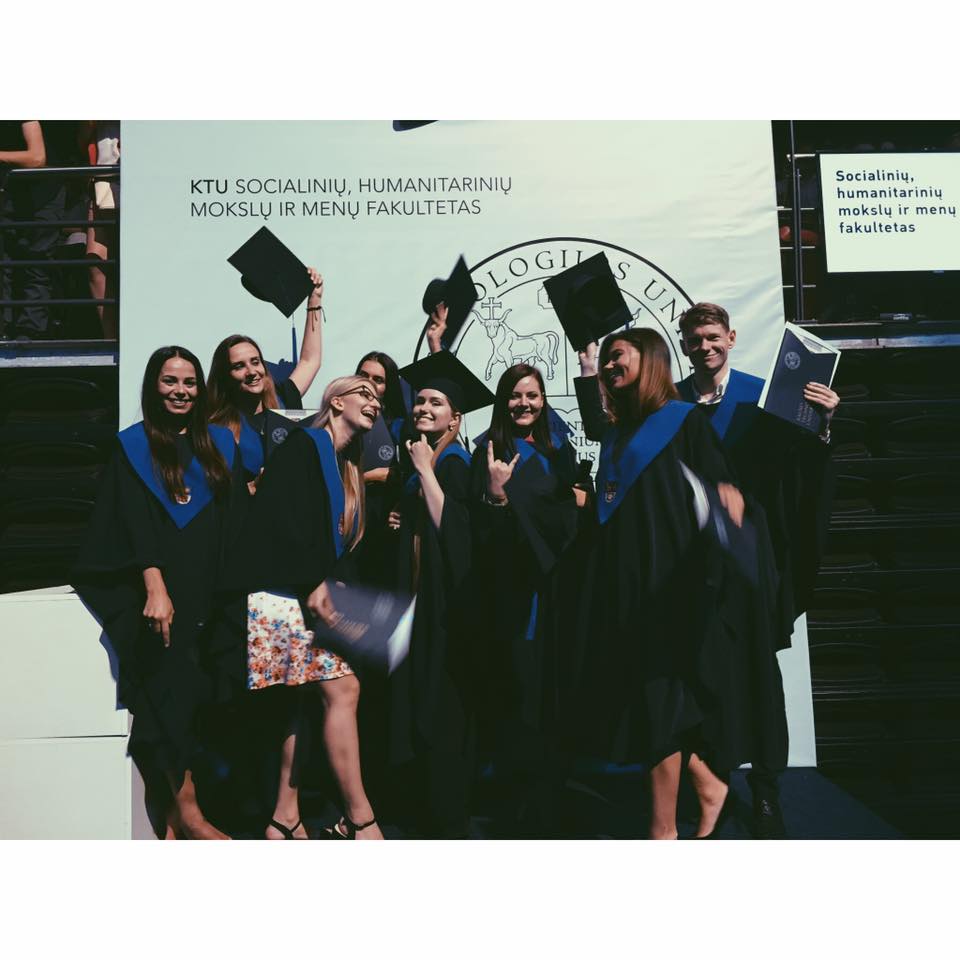 KTU SOCIALINIŲ, HUMANITARINIŲ
MOKSLŲ IR MENŲ FAKULTETAS
Socialinių,
humanitarinių
mokslų ir menų
fakultetas